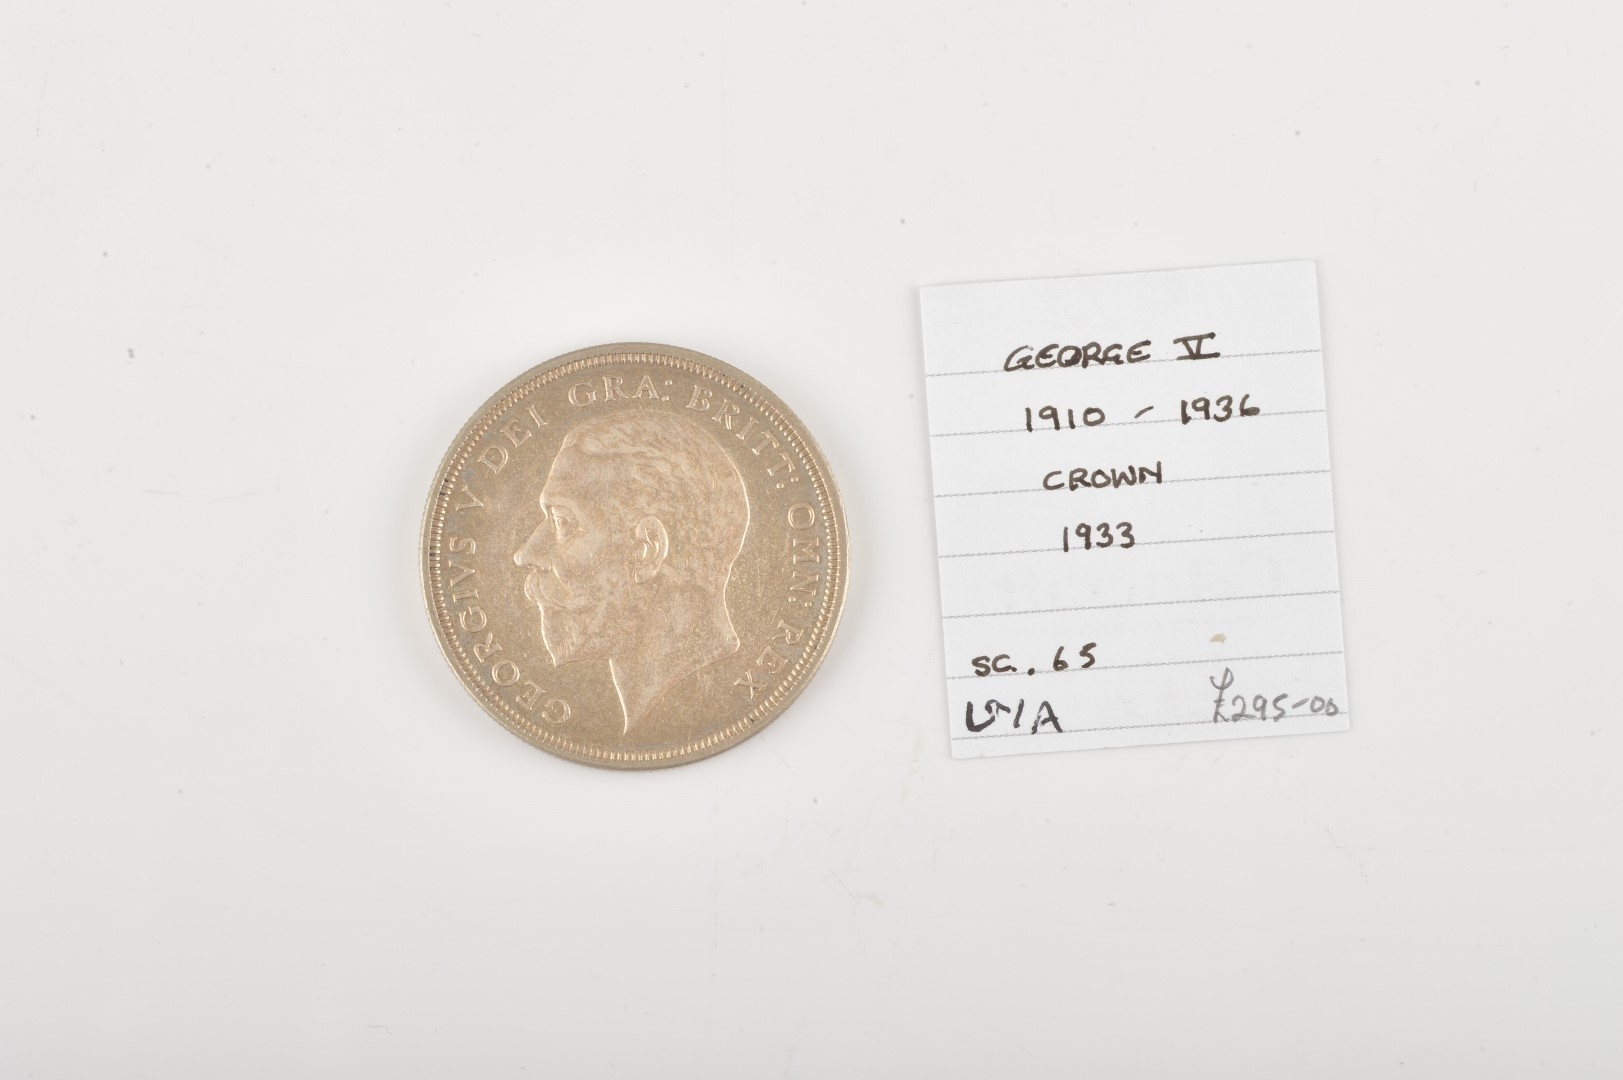 GEORGIVS V DEI GRA: BRITT: OMN: REX
GEORGE V
1910 - 1936
CROWN
1933
SC. 65
£295-00